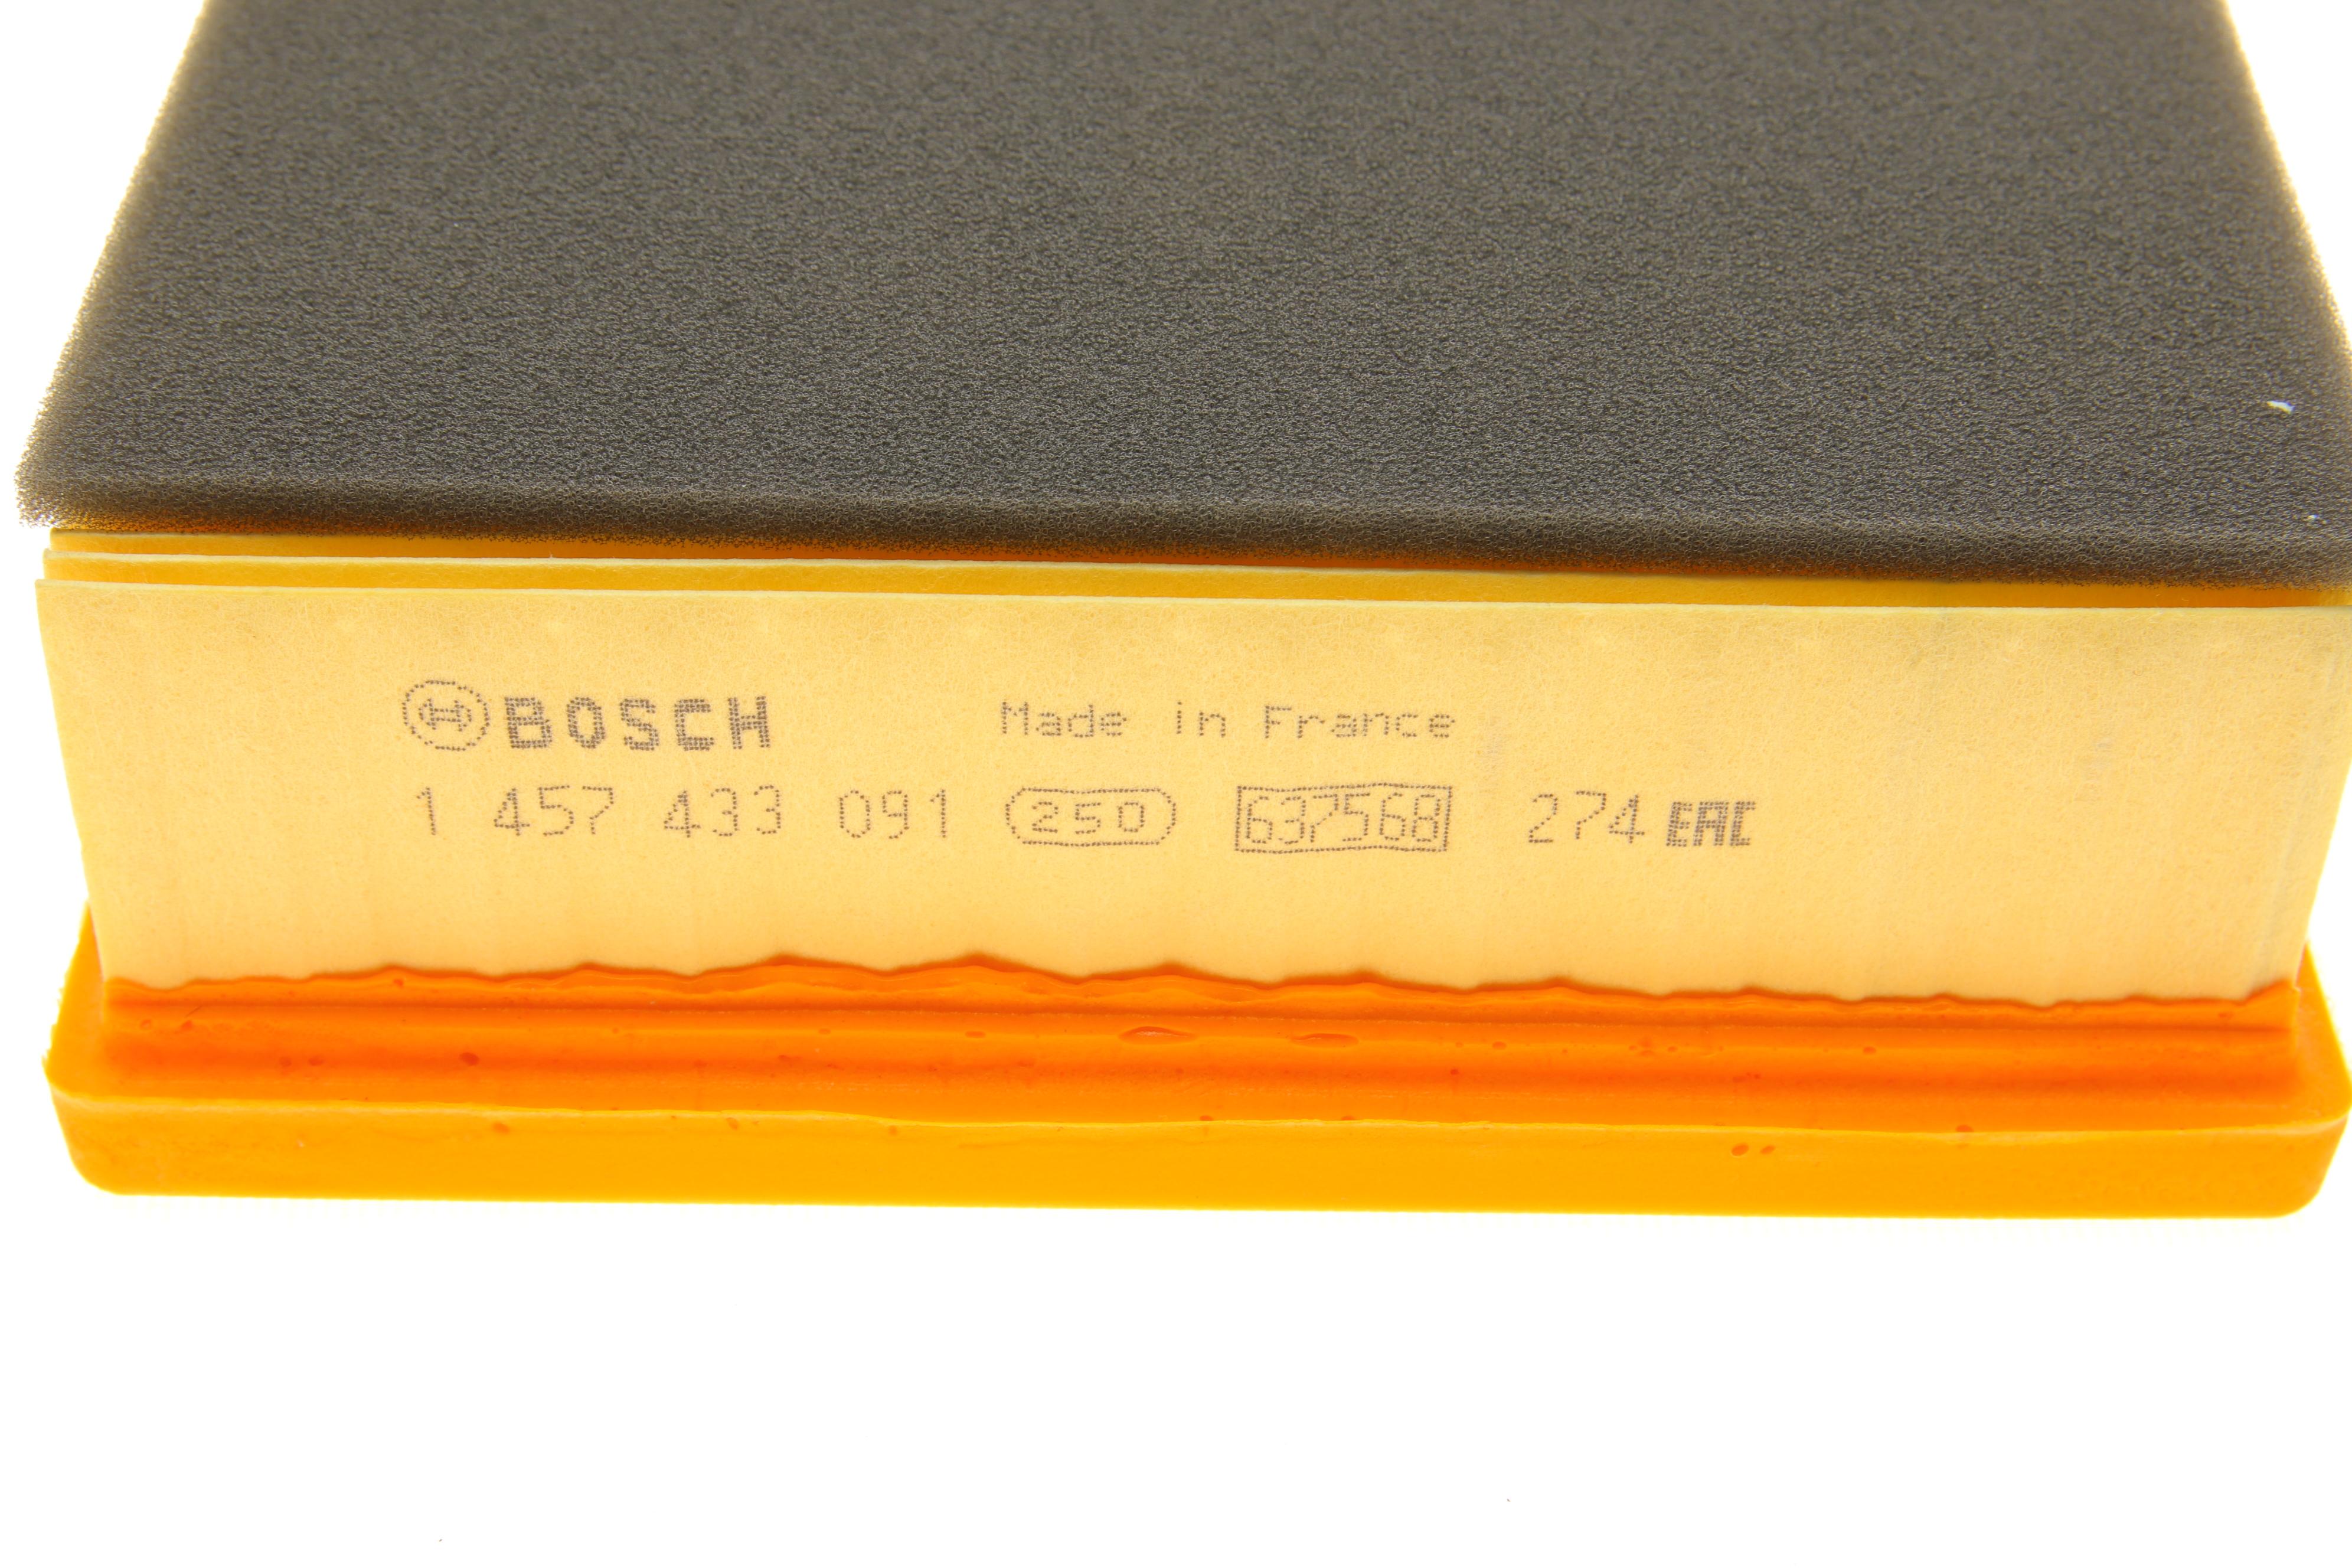 BOSCH Made in France
1 457 433 091 250 637568 274 EAC